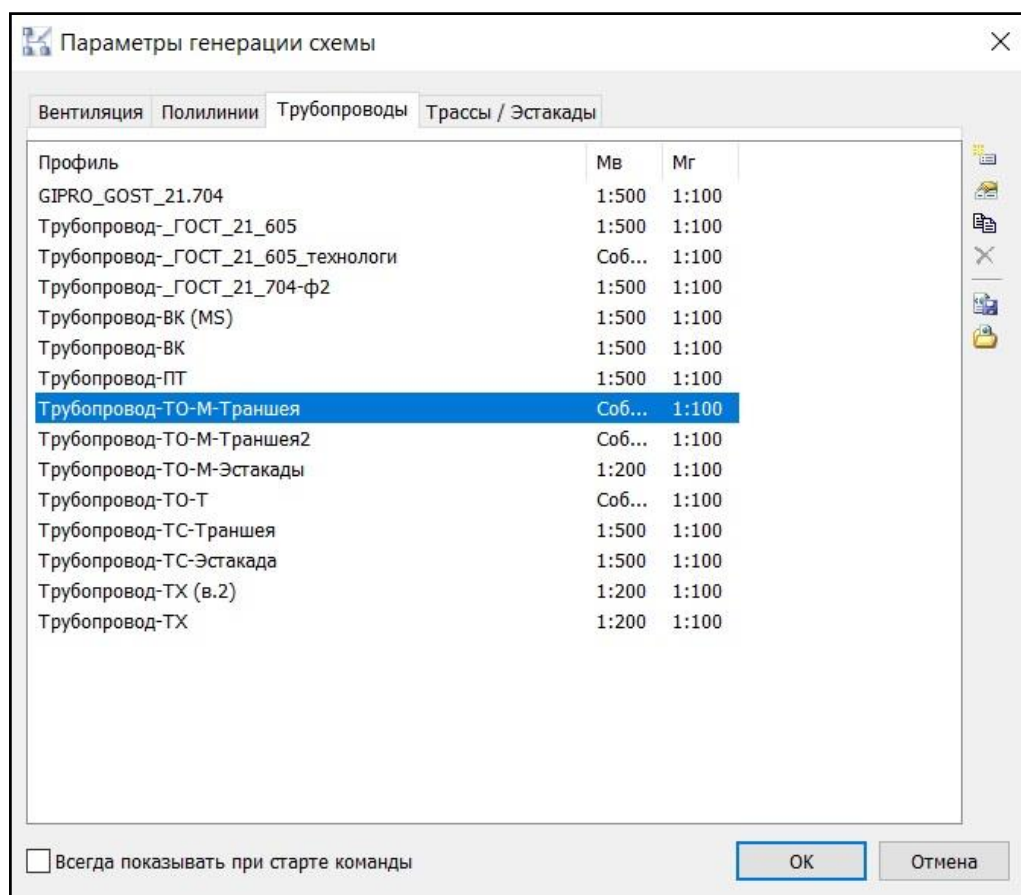 Параметры генерации схемы
Вентиляция Полилинии Трубопроводы Трассы / Эстакады
Профиль Мв Мг
GIPRO_GOST_21.704 1:500 1:100
Трубопровод-_ГОСТ_21_605 1:500 1:100
Трубопровод-_ГОСТ_21_605_технологи Соб... 1:100
Трубопровод-_ГОСТ_21_704-ф2 1:500 1:100
Трубопровод-ВК (MS) 1:500 1:100
Трубопровод-ВК 1:500 1:100
Трубопровод-ПТ 1:500 1:100
Трубопровод-ТО-М-Траншея Соб... 1:100
Трубопровод-ТО-М-Траншея2 Соб... 1:100
Трубопровод-ТО-М-Эстакады 1:200 1:100
Трубопровод-ТО-Т Соб... 1:100
Трубопровод-ТС-Траншея 1:500 1:100
Трубопровод-ТС-Эстакада 1:500 1:100
Трубопровод-ТХ (в.2) 1:200 1:100
Трубопровод-ТХ 1:200 1:100
Всегда показывать при старте команды ОК Отмена